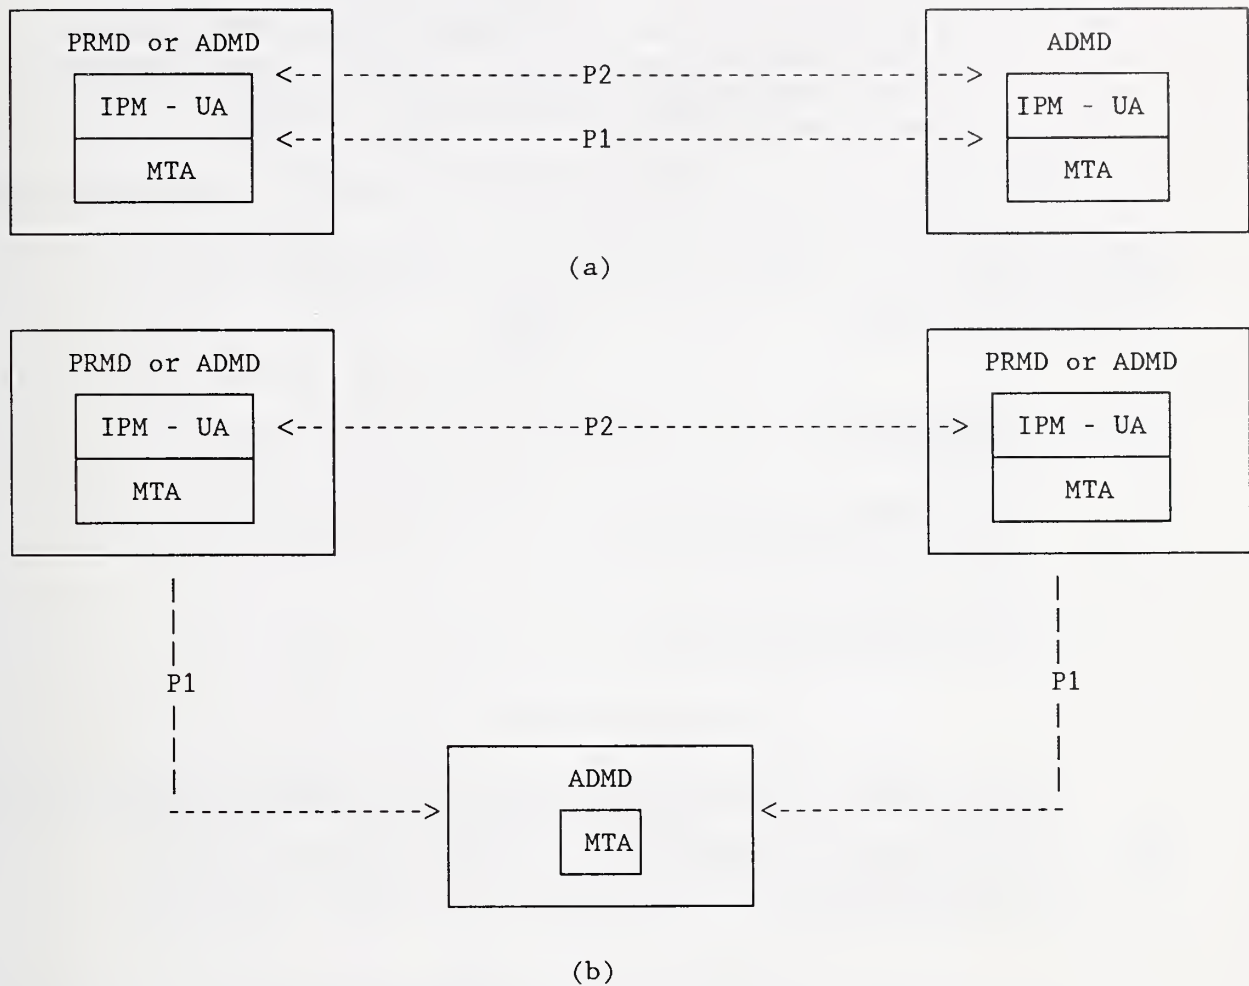 PRMD or ADMD
ADMD
P2
IPM - UA
IPM - UA
P1
MTA
MTA
(a)
PRMD or ADMD
PRMD or ADMD
IPM - UA
P2
IPM - UA
MTA
MTA
P1
P1
ADMD
MTA
(b)